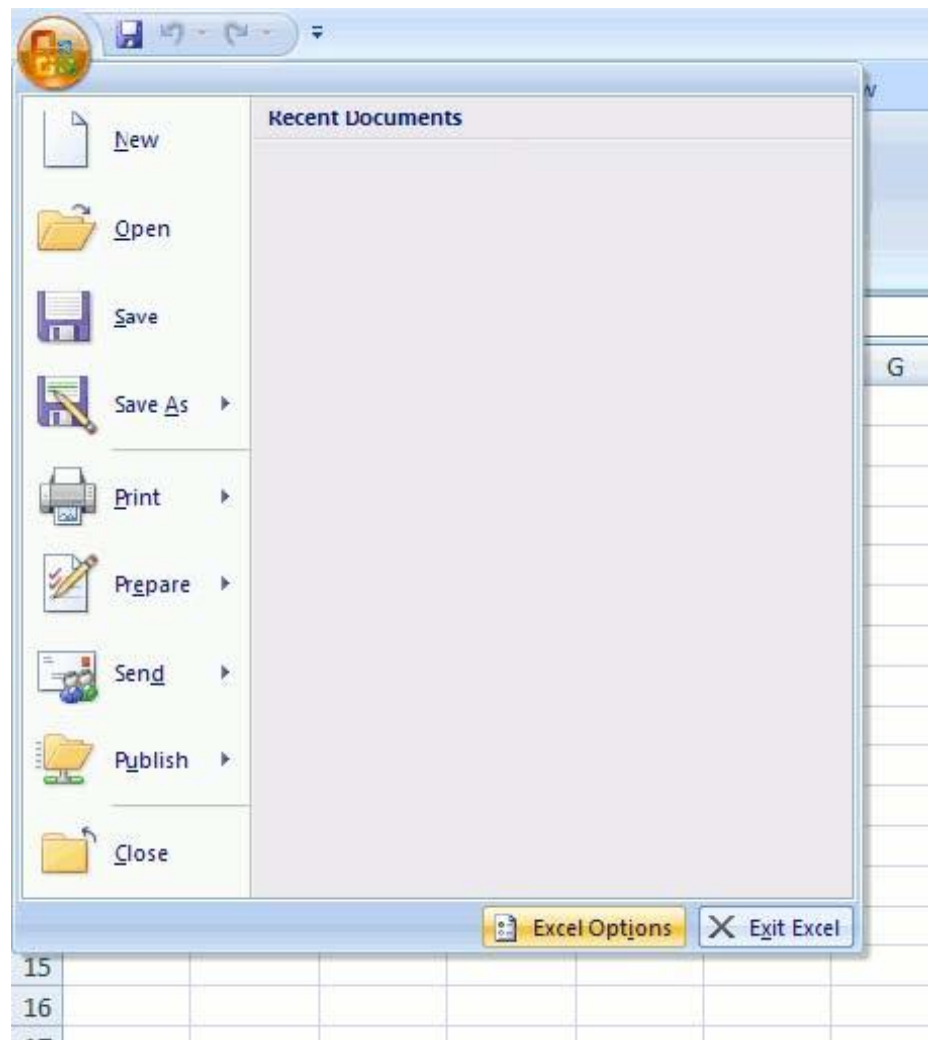 w
Recent Documents
New
Open
Save
Save As
Print
Prepare
Send
Publish
Close
Excel Options
Exit Excel
G
15
16